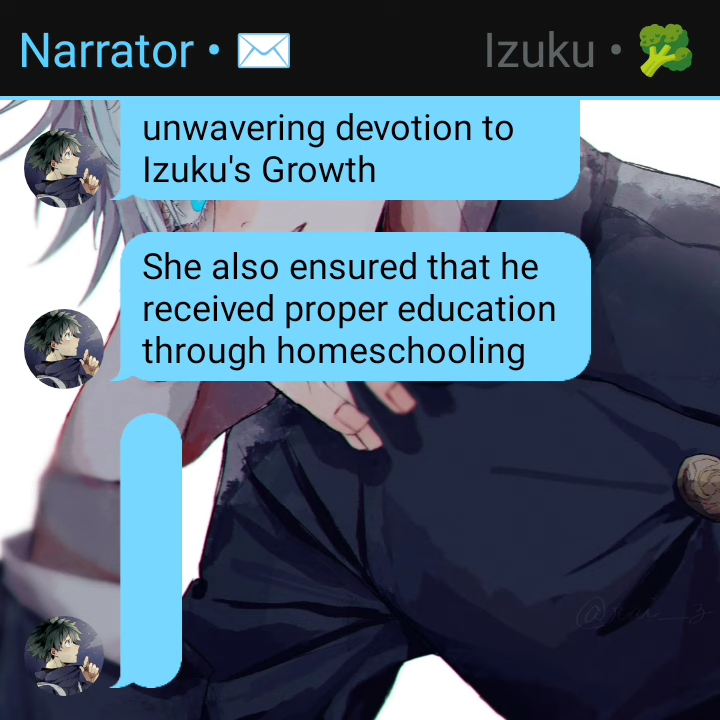 Narrator • ✉️
Izuku • 🥦
unwavering devotion to
Izuku's Growth
She also ensured that he
received proper education
through homeschooling